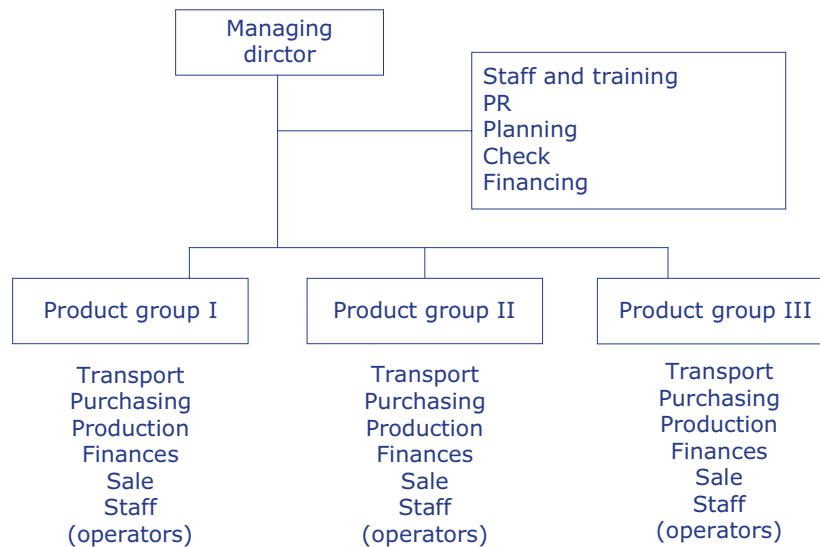 Managing
dirctor
Staff and training
PR
Planning
Check
Financing
Product group I
Product group II
Product group III
Transport
Purchasing
Production
Finances
Sale
Staff
(operators)
Transport
Purchasing
Production
Finances
Sale
Staff
(operators)
Transport
Purchasing
Production
Finances
Sale
Staff
(operators)